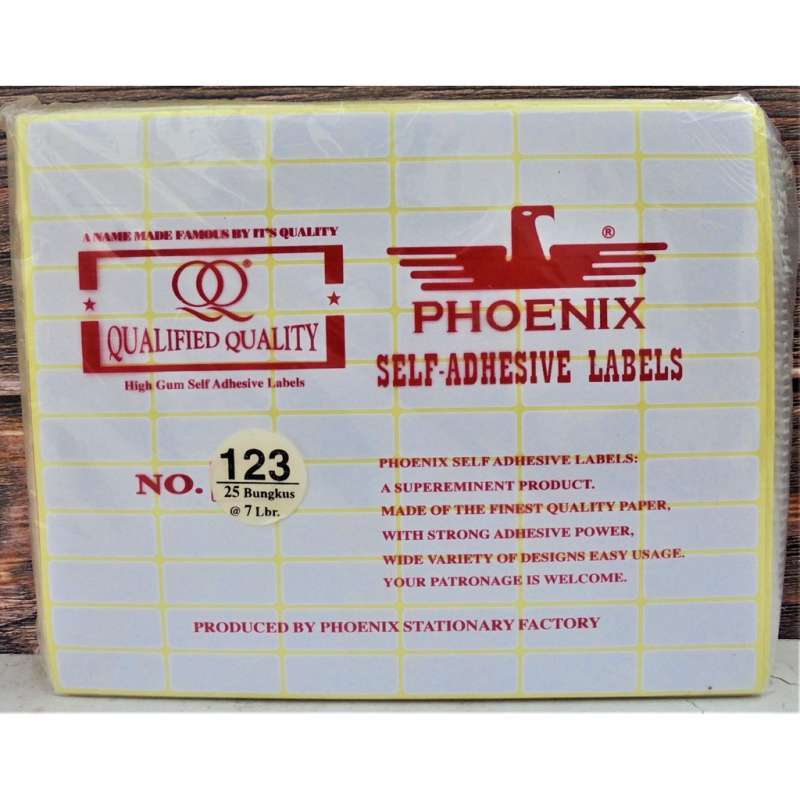 A NAME MADE FAMOUS BY IT'S QUALITY
QQ®
QUALIFIED QUALITY
High Gum Self Adhesive Labels
®
PHOENIX
SELF-ADHESIVE LABELS
NO.
123
25 Bungkus
@ 7 Lbr.
PHOENIX SELF ADHESIVE LABELS:
A SUPEREMINENT PRODUCT.
MADE OF THE FINEST QUALITY PAPER,
WITH STRONG ADHESIVE POWER,
WIDE VARIETY OF DESIGNS EASY USAGE.
YOUR PATRONAGE IS WELCOME.
PRODUCED BY PHOENIX STATIONARY FACTORY